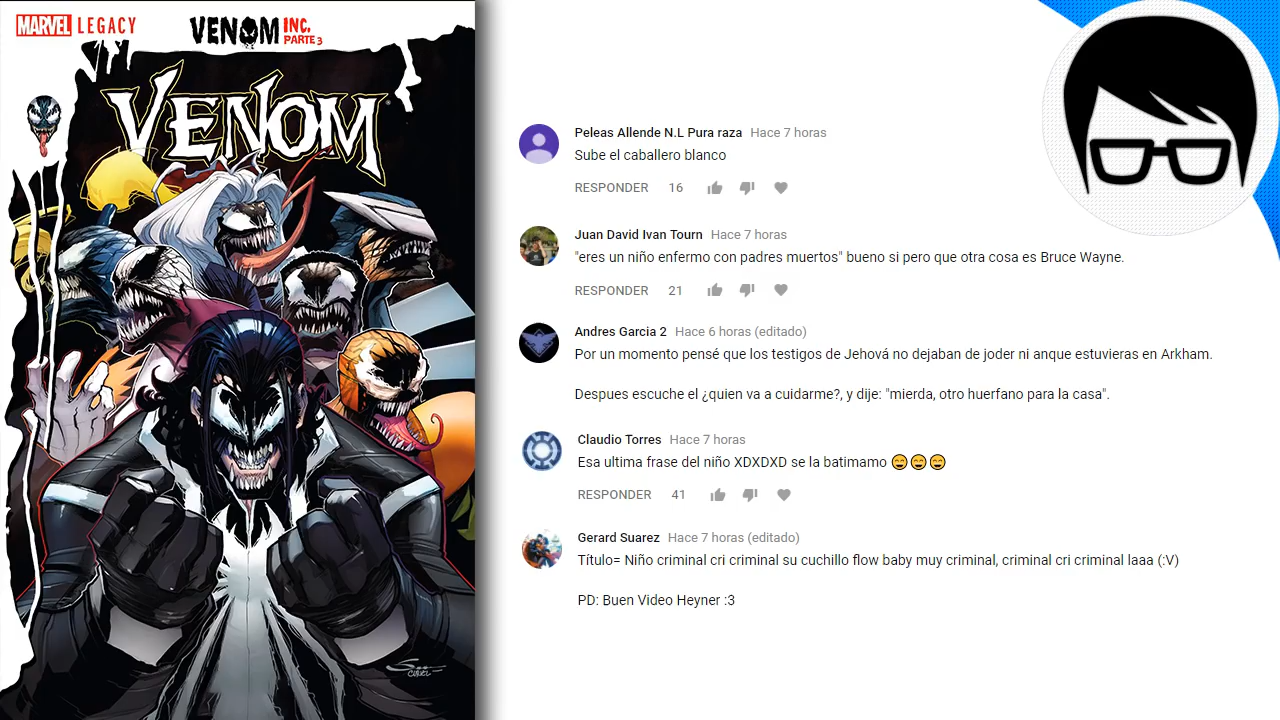 MARVEL LEGACY
VENOM INC.
PARTE 3
VENOM
Peleas Allende N.L Pura raza Hace 7 horas
Sube el caballero blanco
RESPONDER 16
Juan David Ivan Tourn Hace 7 horas
"eres un niño enfermo con padres muertos" bueno si pero que otra cosa es Bruce Wayne.
RESPONDER 21
Andres Garcia 2 Hace 6 horas (editado)
Por un momento pensé que los testigos de Jehová no dejaban de joder ni anque estuvieras en Arkham.
Despues escuche el ¿quien va a cuidarme?, y dije: "mierda, otro huerfano para la casa".
Claudio Torres Hace 7 horas
Esa ultima frase del niño XDXDXD se la batimamo 😄😄😄
RESPONDER 41
Gerard Suarez Hace 7 horas (editado)
Título= Niño criminal cri criminal su cuchillo flow baby muy criminal, criminal cri criminal laaa (:V)
PD: Buen Video Heyner :3